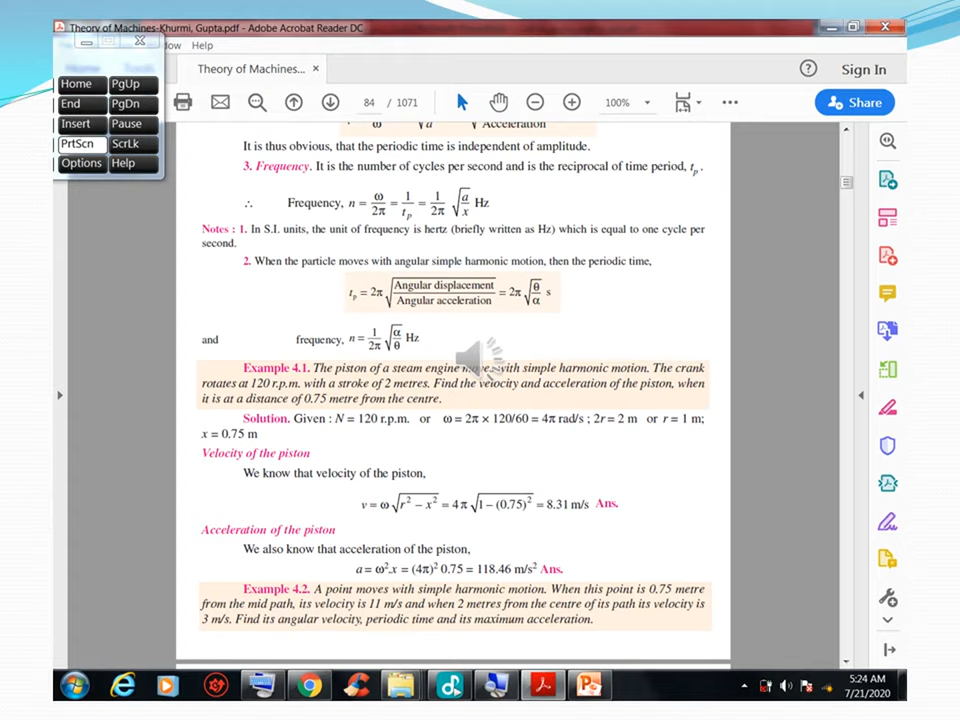 Theory of Machines-Khurmi, Gupta.pdf - Adobe Acrobat Reader DC
Help
Home PgUp
End PgDn
Insert Pause
PrtScn ScrLk
Options Help
Theory of Machines... ×
Sign In
84 / 1071
100%
Share
Acceleration
It is thus obvious, that the periodic time is independent of amplitude.
3. Frequency. It is the number of cycles per second and is the reciprocal of time period, tp .
∴ Frequency, n = ω/2π = 1/tp = 1/2π √(a/x) Hz
Notes : 1. In S.I. units, the unit of frequency is hertz (briefly written as Hz) which is equal to one cycle per
second.
2. When the particle moves with angular simple harmonic motion, then the periodic time,
tp = 2π √(Angular displacement/Angular acceleration) = 2π √(θ/α) s
and frequency, n = 1/2π √(α/θ) Hz
Example 4.1. The piston of a steam engine with simple harmonic motion. The crank
rotates at 120 r.p.m. with a stroke of 2 metres. Find the velocity and acceleration of the piston, when
it is at a distance of 0.75 metre from the centre.
Solution. Given : N = 120 r.p.m. or ω = 2π × 120/60 = 4π rad/s ; 2r = 2 m or r = 1 m;
x = 0.75 m
Velocity of the piston
We know that velocity of the piston,
v = ω √(r² – x²) = 4π √(1 – (0.75)²) = 8.31 m/s Ans.
Acceleration of the piston
We also know that acceleration of the piston,
a = ω².x = (4π)² 0.75 = 118.46 m/s² Ans.
Example 4.2. A point moves with simple harmonic motion. When this point is 0.75 metre
from the mid path, its velocity is 11 m/s and when 2 metres from the centre of its path its velocity is
3 m/s. Find its angular velocity, periodic time and its maximum acceleration.
5:24 AM
7/21/2020